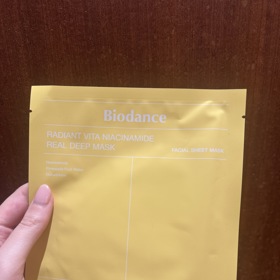 Biodance
RADIANT VITA NIACINAMIDE
REAL DEEP MASK
FACIAL SHEET MASK